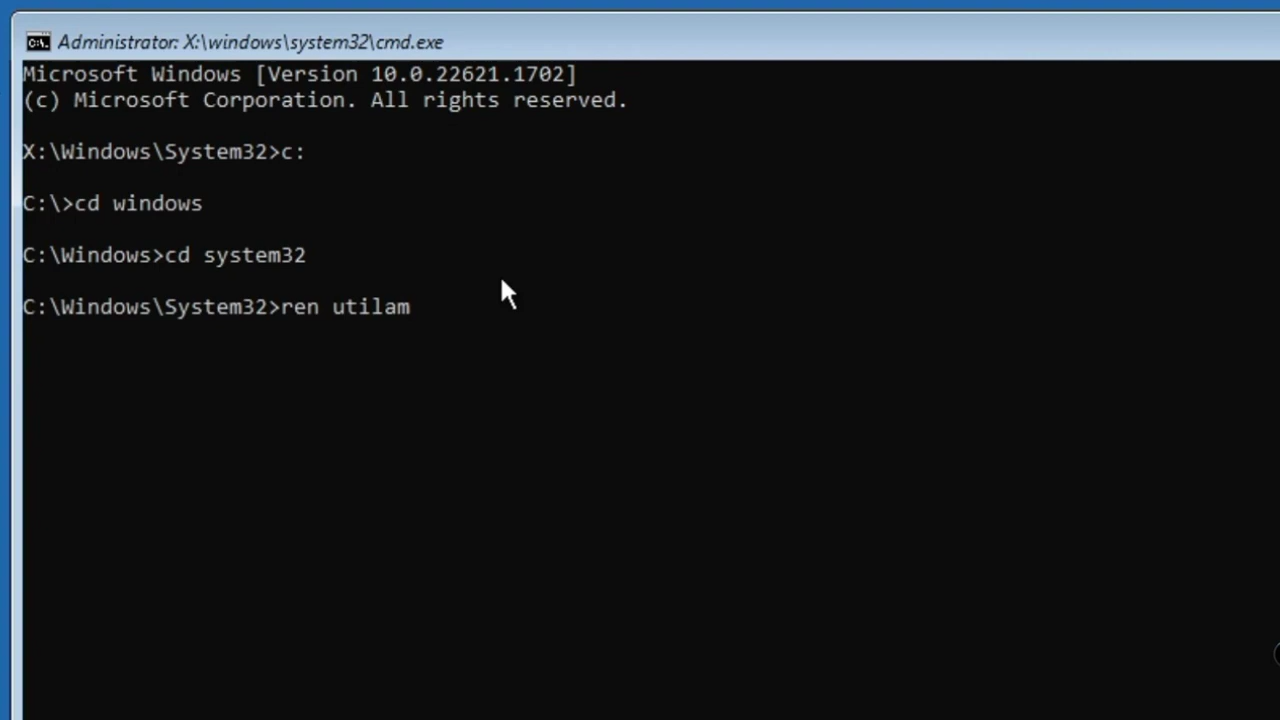 Administrator: X:\windows\system32\cmd.exe
Microsoft Windows [Version 10.0.22621.1702]
(c) Microsoft Corporation. All rights reserved.
X:\Windows\System32>c:
C:\>cd windows
C:\Windows>cd system32
C:\Windows\System32>ren utilam